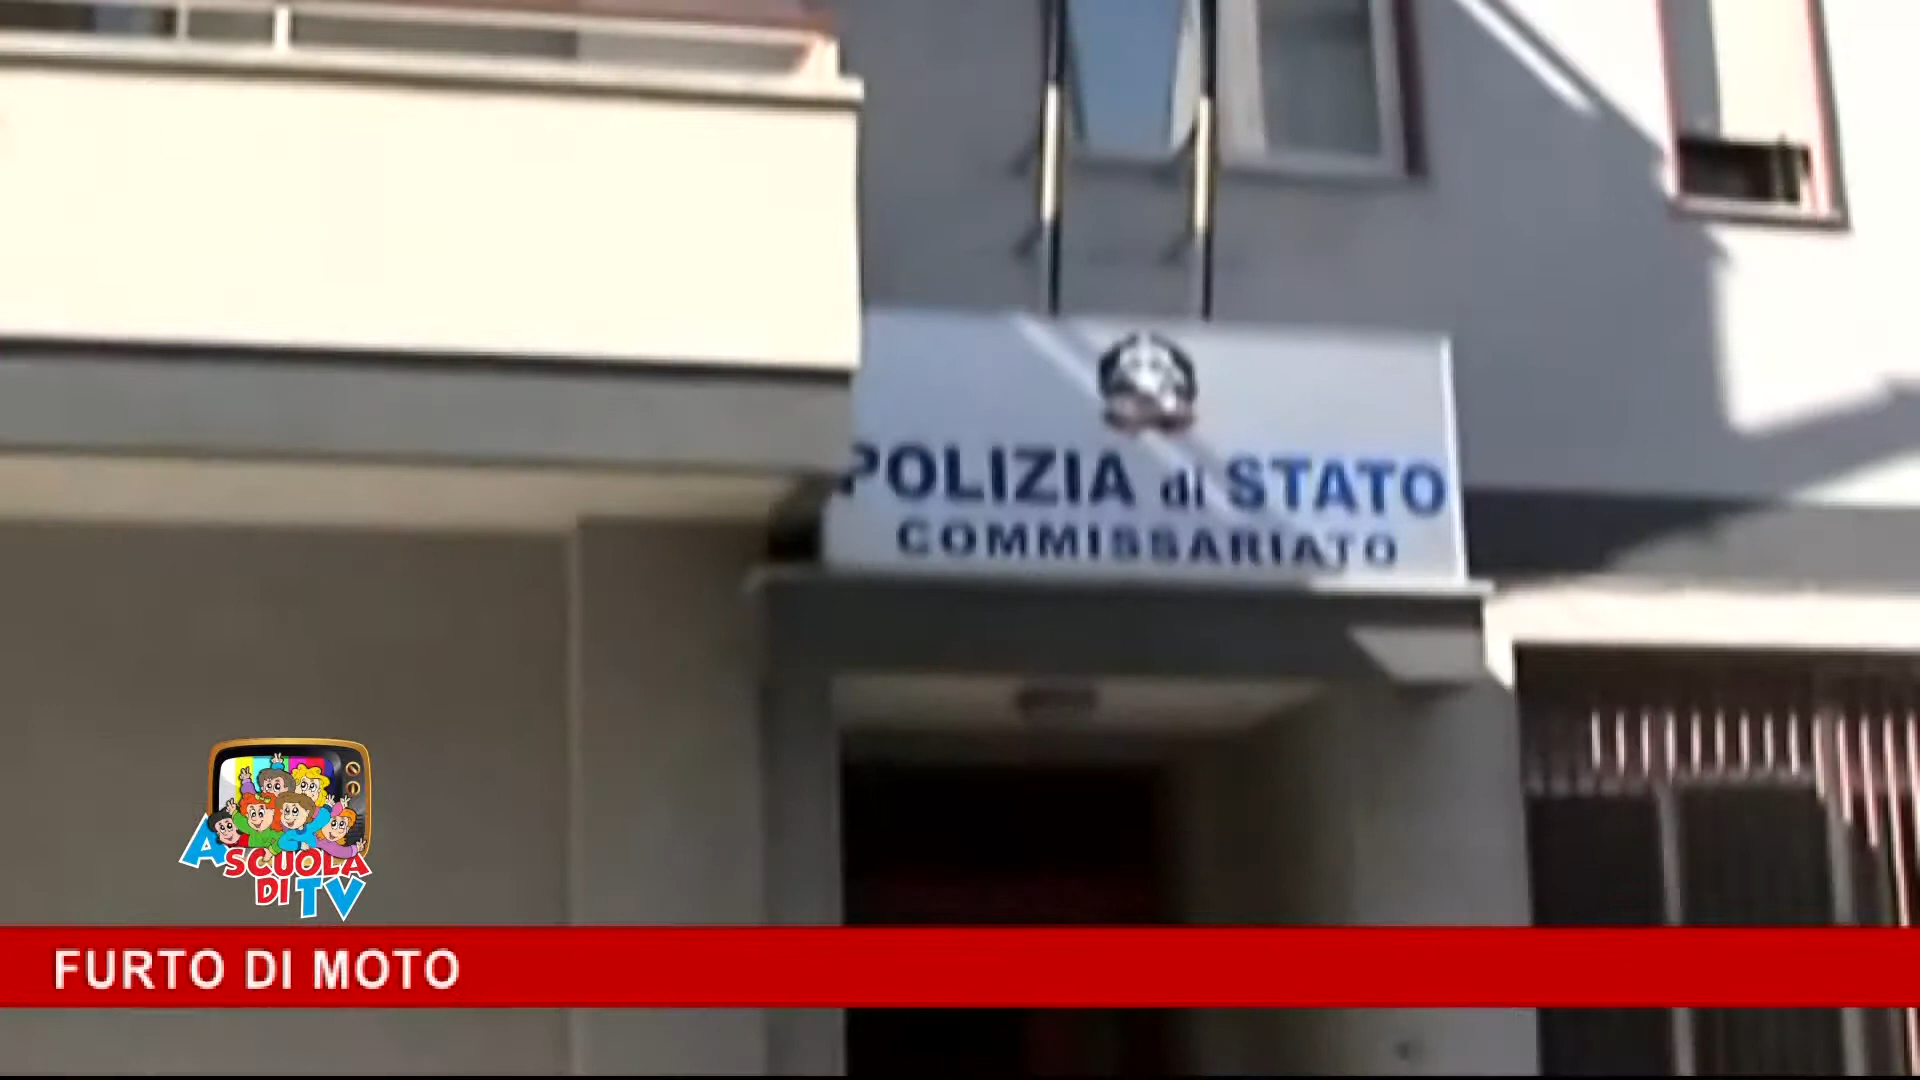 POLIZIA di STATO
COMMISSARIATO
A SCUOLA
DI TV
FURTO DI MOTO